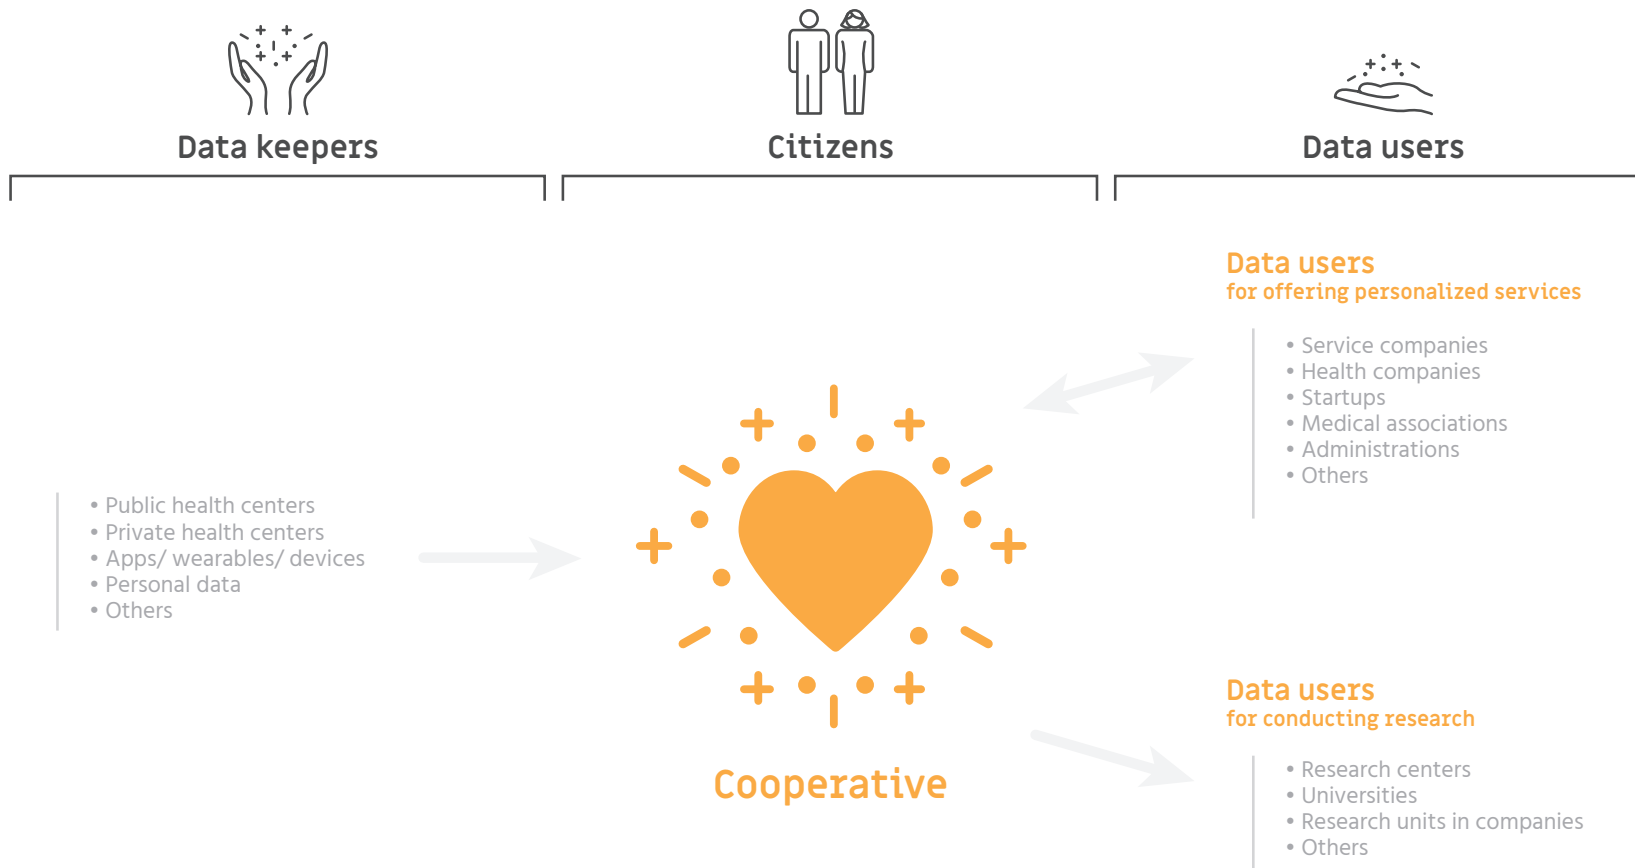 Data keepers
Citizens
Data users
• Public health centers
• Private health centers
• Apps/ wearables/ devices
• Personal data
• Others
Cooperative
Data users
for offering personalized services
• Service companies
• Health companies
• Startups
• Medical associations
• Administrations
• Others
Data users
for conducting research
• Research centers
• Universities
• Research units in companies
• Others